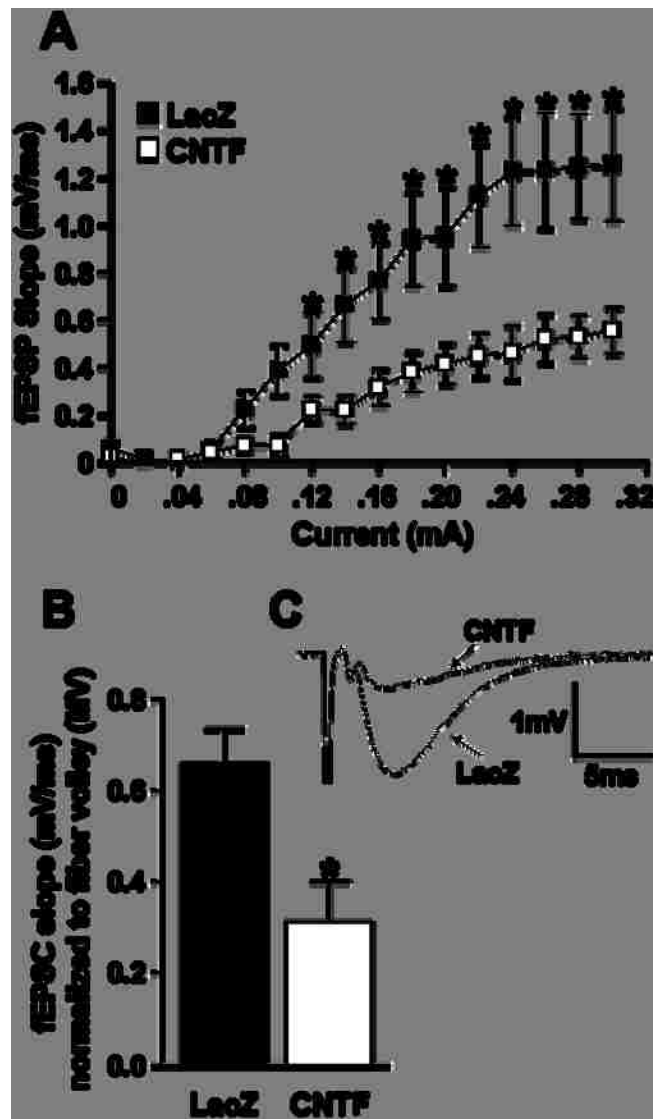 A
fEPSP Slope (mV/ms)
1.6
1.4
1.2
1.0
0.8
0.6
0.4
0.2
0
LacZ
CNTF
* * * * * * * * * *
0 .04 .08 .12 .16 .20 .24 .28 .32
Current (mA)
B
fEPSC slope (mV/ms)
normalized to fiber volley (mV)
0.8
0.6
0.4
0.2
0.0
*
LacZ CNTF
C
CNTF
LacZ
1mV
5ms